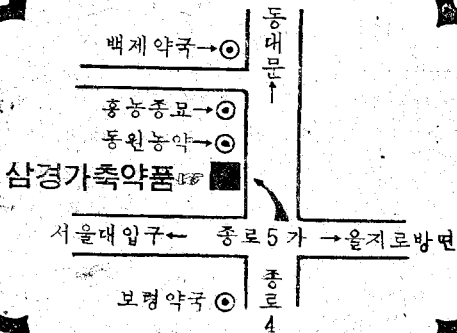 동대문
↑
백제약국→
흥농종묘→
동원농약→
삼경가축약품☞
서울대입구← 종로5가 →을지로방면
보령약국
종로4